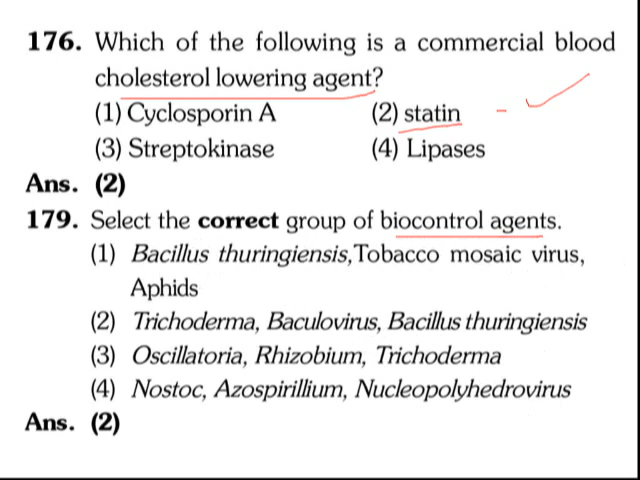 176. Which of the following is a commercial blood
cholesterol lowering agent?
(1) Cyclosporin A (2) statin
(3) Streptokinase (4) Lipases
Ans. (2)
179. Select the correct group of biocontrol agents.
(1) Bacillus thuringiensis,Tobacco mosaic virus,
Aphids
(2) Trichoderma, Baculovirus, Bacillus thuringiensis
(3) Oscillatoria, Rhizobium, Trichoderma
(4) Nostoc, Azospirillium, Nucleopolyhedrovirus
Ans. (2)